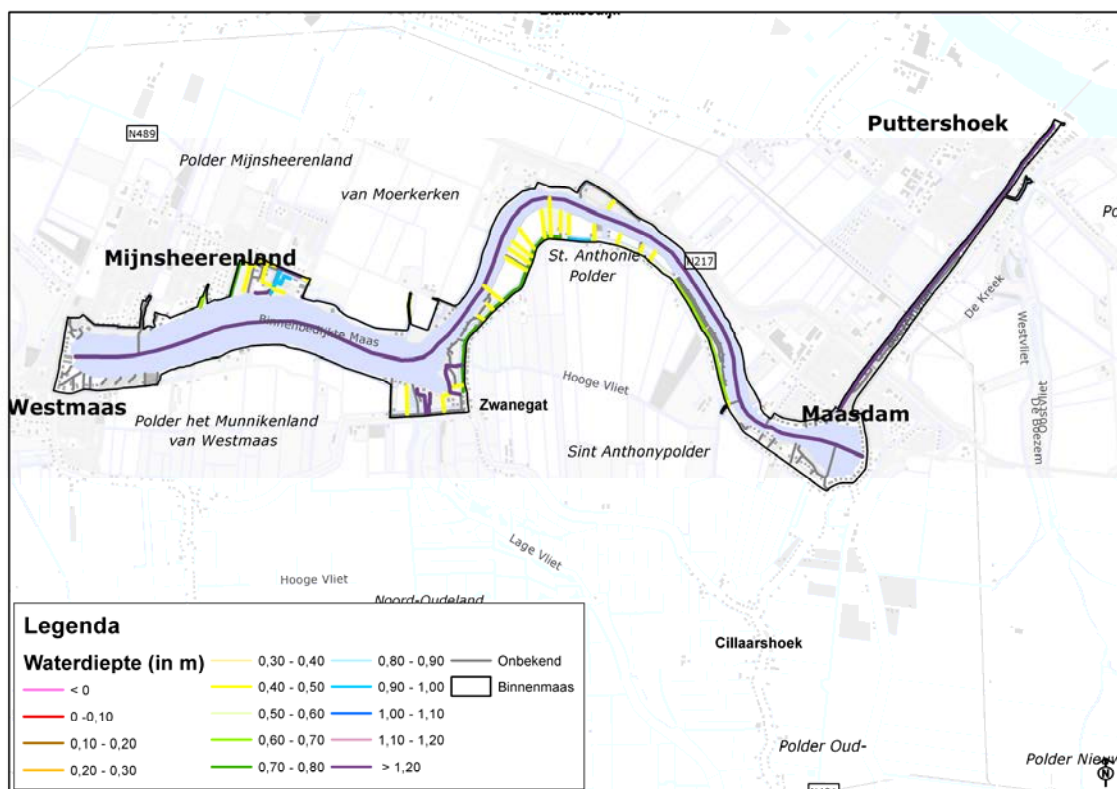 Puttershoek
N489
Polder Mijnsheerenland
van Moerkerken
Mijnsheerenland
St. Anthonie
Polder
N217
De Kreek
Westvliet
Binnenbedijkte Maas
Hooge Vliet
Westmaas
Zwanegat
Maasdam
Polder het Munnikenland
van Westmaas
Sint Anthonypolder
De Boezem
Lage Vliet
Hooge Vliet
Noord-Oudeland
Cillaarshoek
Polder Oud-
Polder Nieuw
Legenda
Waterdiepte (in m)
< 0
0 -0,10
0,10 - 0,20
0,20 - 0,30
0,30 - 0,40
0,40 - 0,50
0,50 - 0,60
0,60 - 0,70
0,70 - 0,80
0,80 - 0,90
0,90 - 1,00
1,00 - 1,10
1,10 - 1,20
> 1,20
Onbekend
Binnenmaas